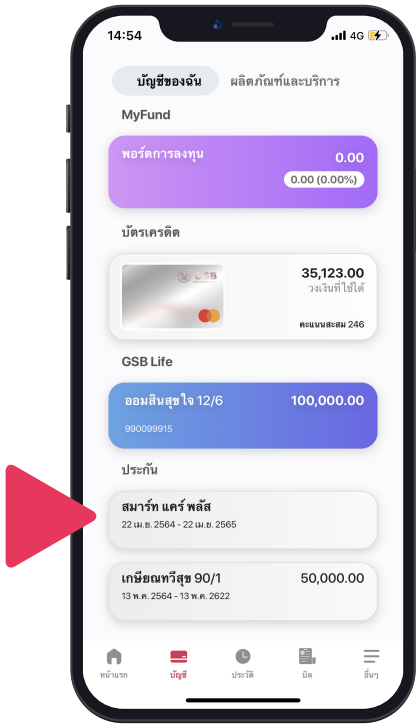 14:54 4G
บัญชีของฉัน ผลิตภัณฑ์และบริการ
MyFund
พอร์ตการลงทุน 0.00
0.00 (0.00%)
บัตรเครดิต
GSB 35,123.00
วงเงินที่ใช้ได้
คะแนนสะสม 246
GSB Life
ออมสินสุขใจ 12/6 100,000.00
990099915
ประกัน
สมาร์ท แคร์ พลัส
22 เม.ย. 2564 - 22 เม.ย. 2565
เกษียณทวีสุข 90/1 50,000.00
13 พ.ค. 2564 - 13 พ.ค. 2622
หน้าแรก บัญชี ประวัติ บิล อื่นๆ